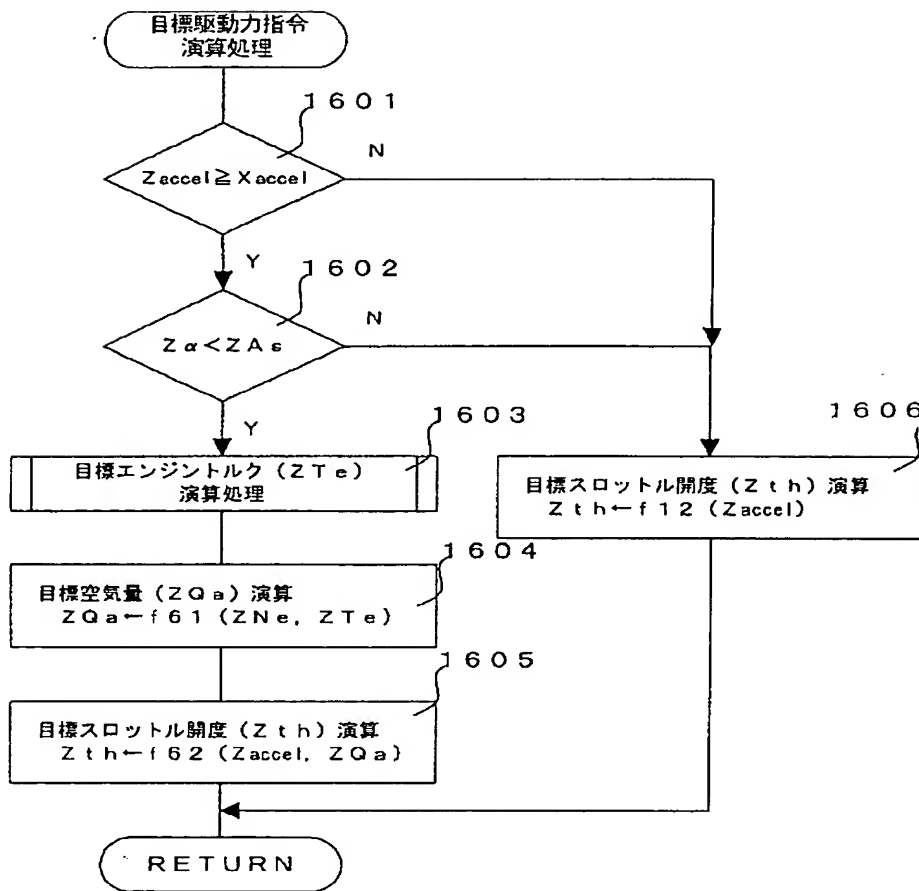 目標駆動力指令
演算処理
1601
Zaccel≧Xaccel
N
Y
1602
Zα<ZAs
N
Y
1603
目標エンジントルク(ZTe)
演算処理
1606
目標スロットル開度(Zth)演算
Zth←f12(Zaccel)
1604
目標空気量(ZQa)演算
ZQa←f61(ZNe, ZTe)
1605
目標スロットル開度(Zth)演算
Zth←f62(Zaccel, ZQa)
RETURN